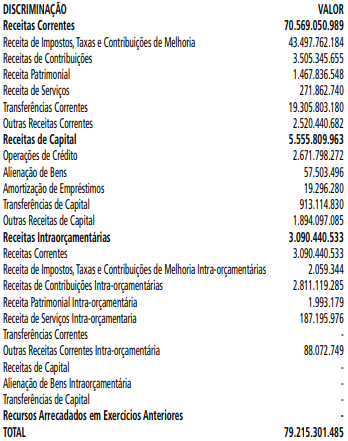 DISCRIMINAÇÃO VALOR
Receitas Correntes 70.569.050.989
Receita de Impostos, Taxas e Contribuições de Melhoria 43.497.762.184
Receitas de Contribuições 3.505.345.655
Receita Patrimonial 1.467.836.548
Receita de Serviços 271.862.740
Transferências Correntes 19.305.803.180
Outras Receitas Correntes 2.520.440.682
Receitas de Capital 5.555.809.963
Operações de Crédito 2.671.798.272
Alienação de Bens 57.503.496
Amortização de Empréstimos 19.296.280
Transferências de Capital 913.114.830
Outras Receitas de Capital 1.894.097.085
Receitas Intraorçamentárias 3.090.440.533
Receitas Correntes 3.090.440.533
Receita de Impostos, Taxas e Contribuições de Melhoria Intra-orçamentárias 2.059.344
Receitas de Contribuições Intra-orçamentárias 2.811.119.285
Receita Patrimonial Intra-orçamentária 1.993.179
Receita de Serviços Intra-orçamentaria 187.195.976
Transferências Correntes -
Outras Receitas Correntes Intra-orçamentária 88.072.749
Receitas de Capital -
Alienação de Bens Intraorçamentária -
Transferências de Capital -
Recursos Arrecadados em Exercícios Anteriores -
TOTAL 79.215.301.485